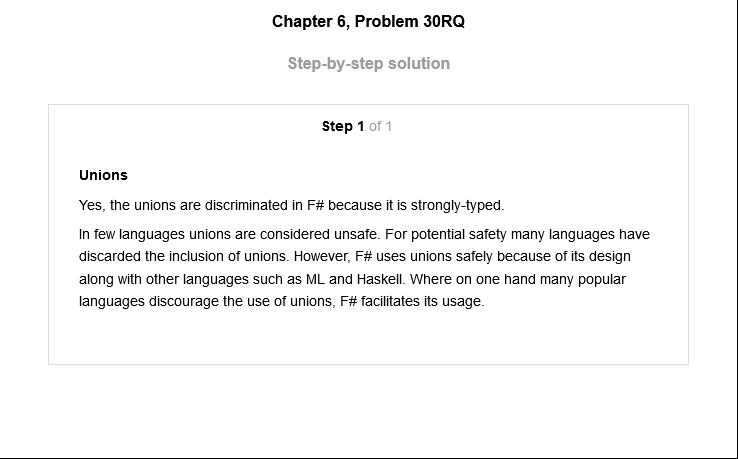 Chapter 6, Problem 30RQ
Step-by-step solution
Step 1 of 1
Unions
Yes, the unions are discriminated in F# because it is strongly-typed.
In few languages unions are considered unsafe. For potential safety many languages have
discarded the inclusion of unions. However, F# uses unions safely because of its design
along with other languages such as ML and Haskell. Where on one hand many popular
languages discourage the use of unions, F# facilitates its usage.